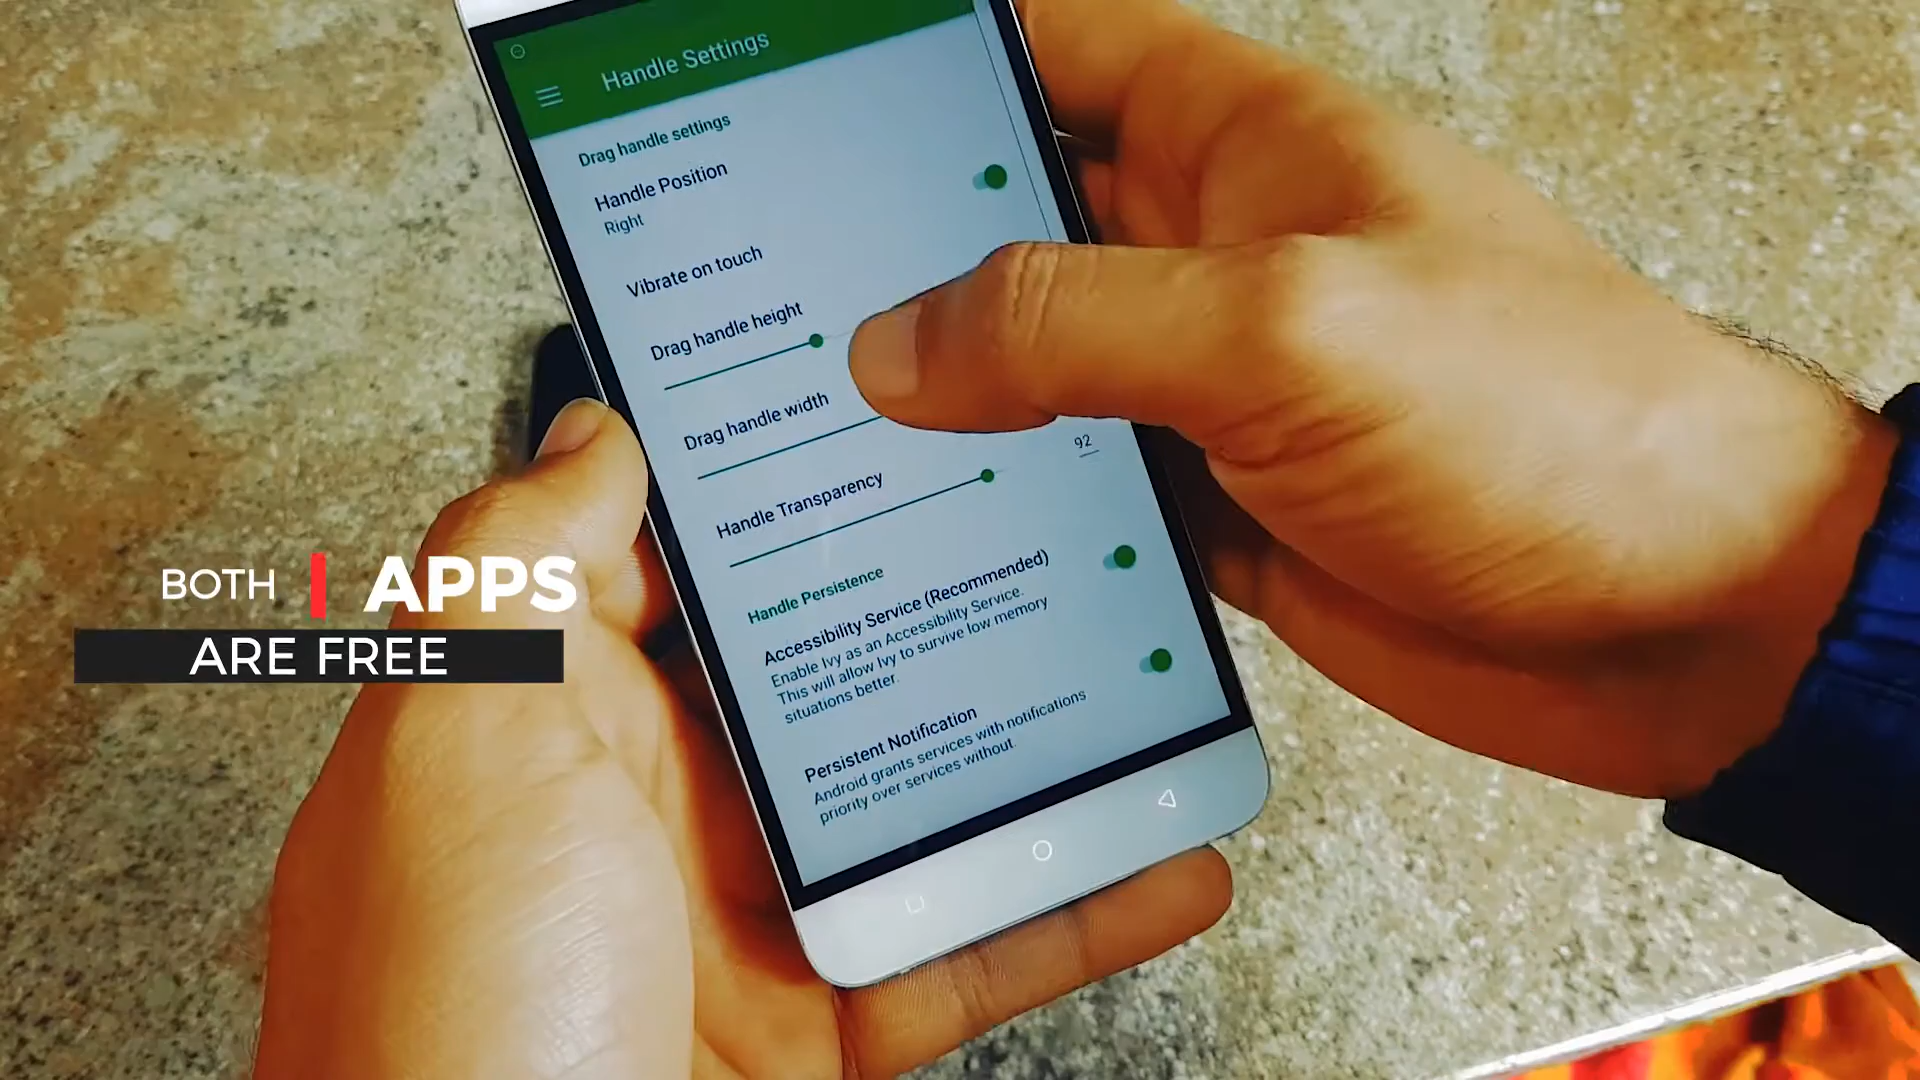 Handle Settings
Drag handle settings
Handle Position
Right
Vibrate on touch
Drag handle height
Drag handle width
92
Handle Transparency
Handle Persistence
Accessibility Service (Recommended)
Enable Ivy as an Accessibility Service.
This will allow Ivy to survive low memory
situations better.
Persistent Notification
Android grants services with notifications
priority over services without.
BOTH APPS
ARE FREE